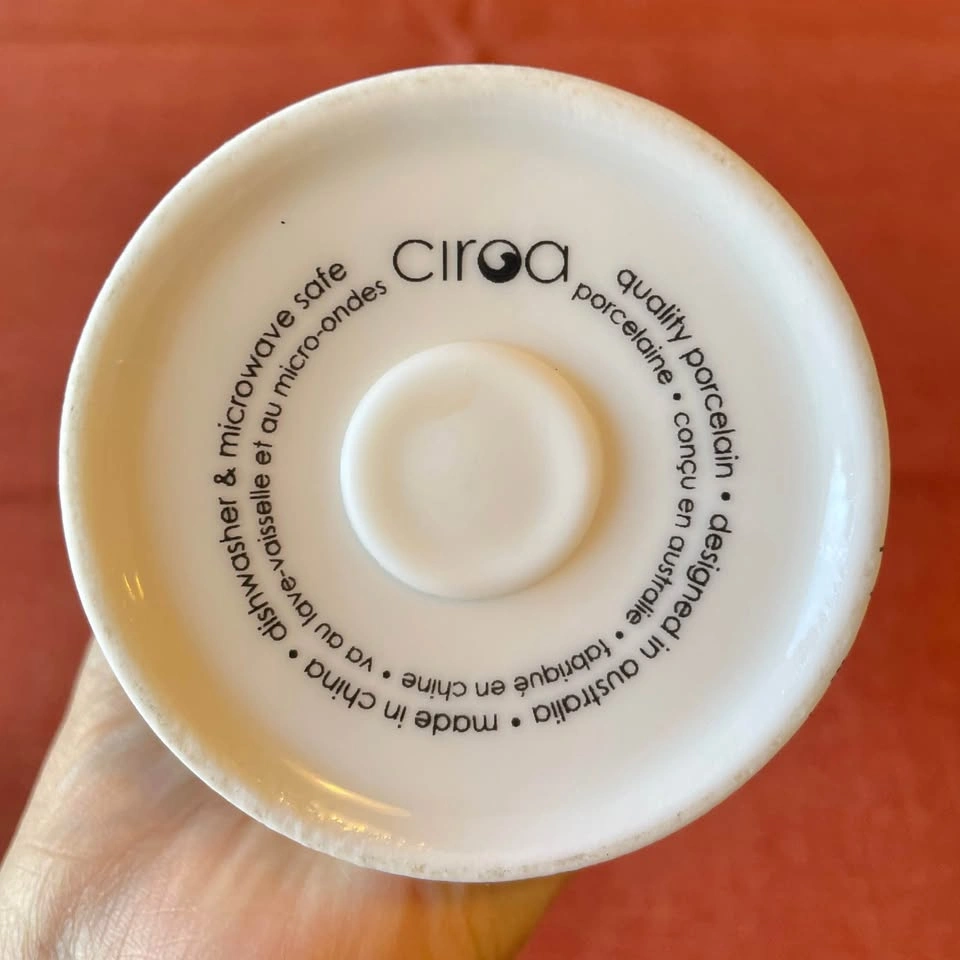 cıroa
quality porcelain • designed in australia • made in china • dishwasher & microwave safe
porcelaine • conçu en australie • fabriqué en chine • va au lave-vaisselle et au micro-ondes